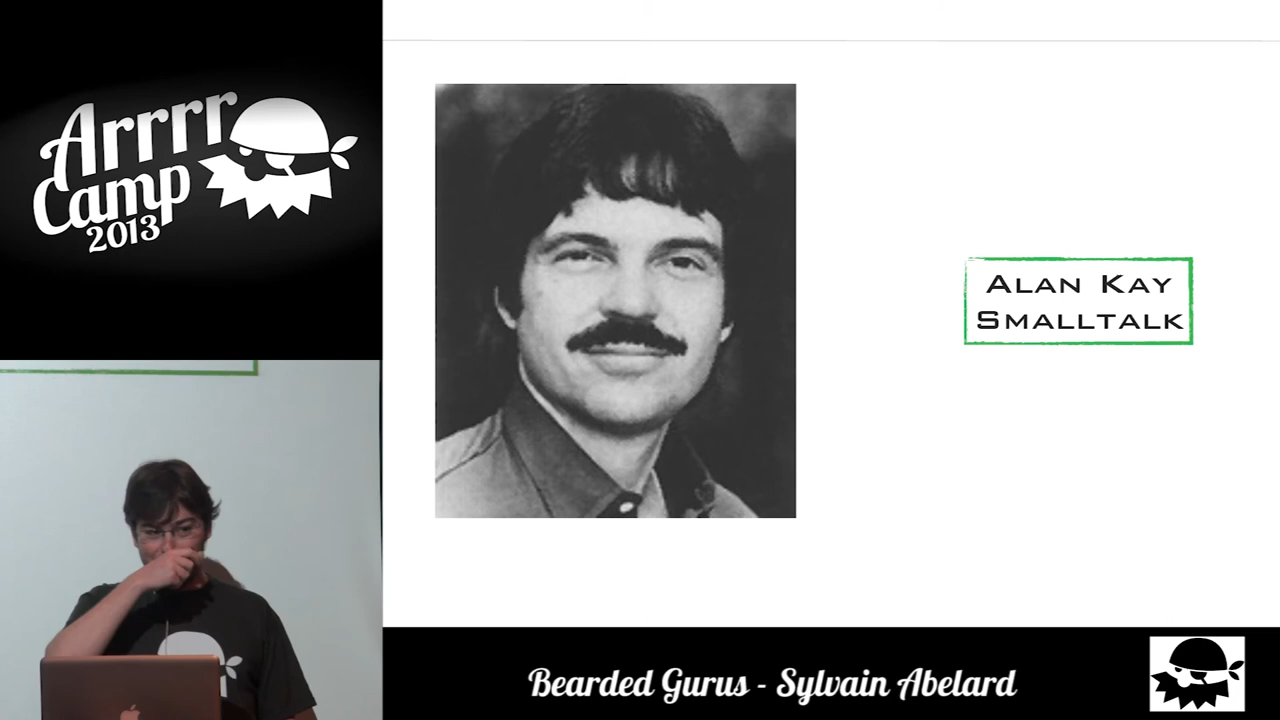 Arrrr
Camp
2013
Alan Kay
Smalltalk
Bearded Gurus - Sylvain Abelard